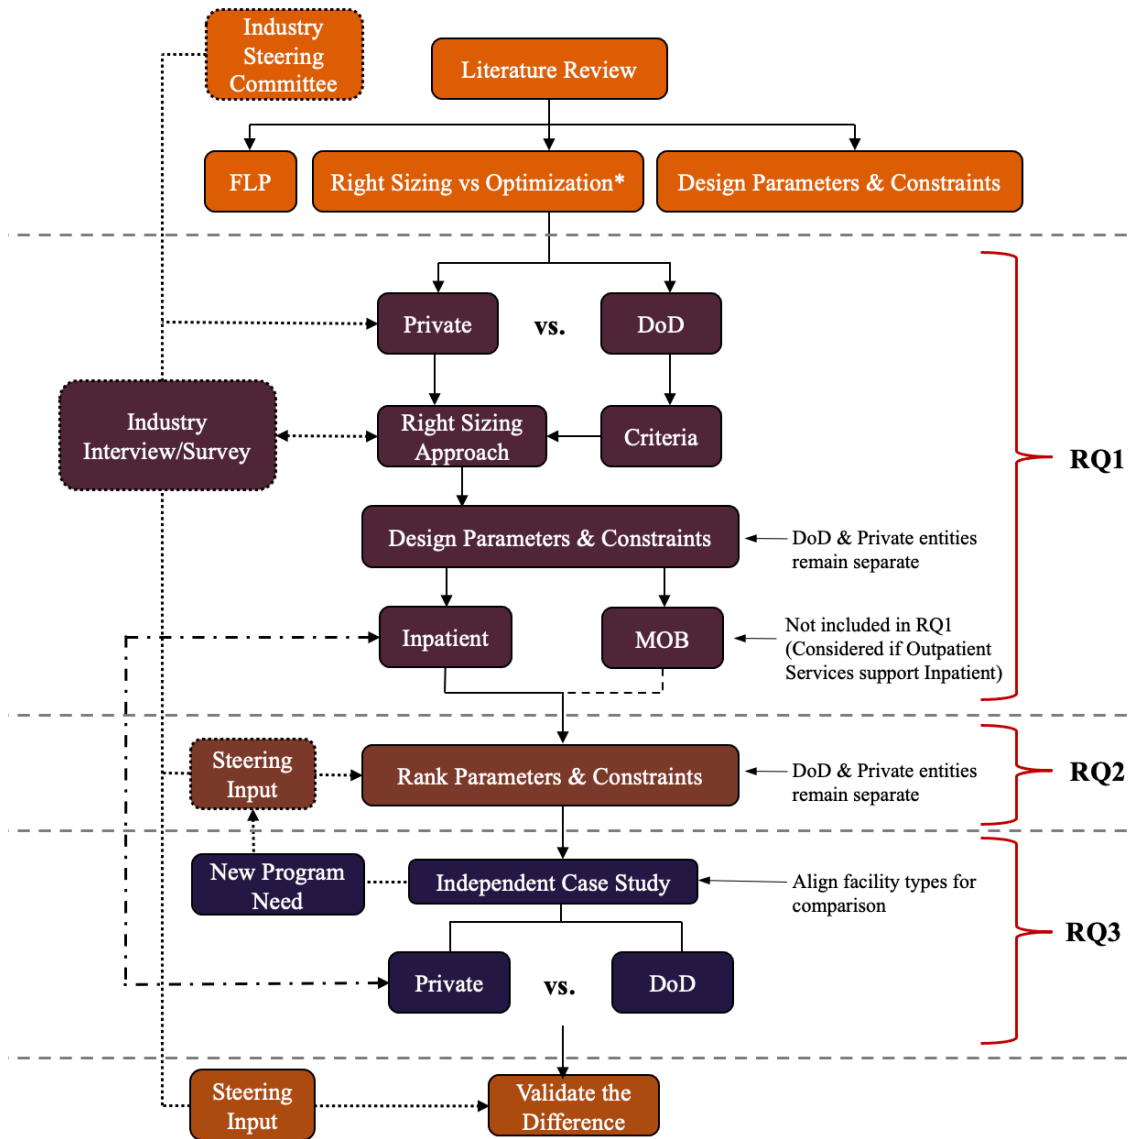 Industry
Steering
Committee
Literature Review
FLP
Right Sizing vs Optimization*
Design Parameters & Constraints
Private
vs.
DoD
Industry
Interview/Survey
Right Sizing
Approach
Criteria
RQ1
Design Parameters & Constraints
DoD & Private entities
remain separate
Inpatient
MOB
Not included in RQ1
(Considered if Outpatient
Services support Inpatient)
Steering
Input
Rank Parameters & Constraints
DoD & Private entities
remain separate
RQ2
New Program
Need
Independent Case Study
Align facility types for
comparison
RQ3
Private
vs.
DoD
Steering
Input
Validate the
Difference